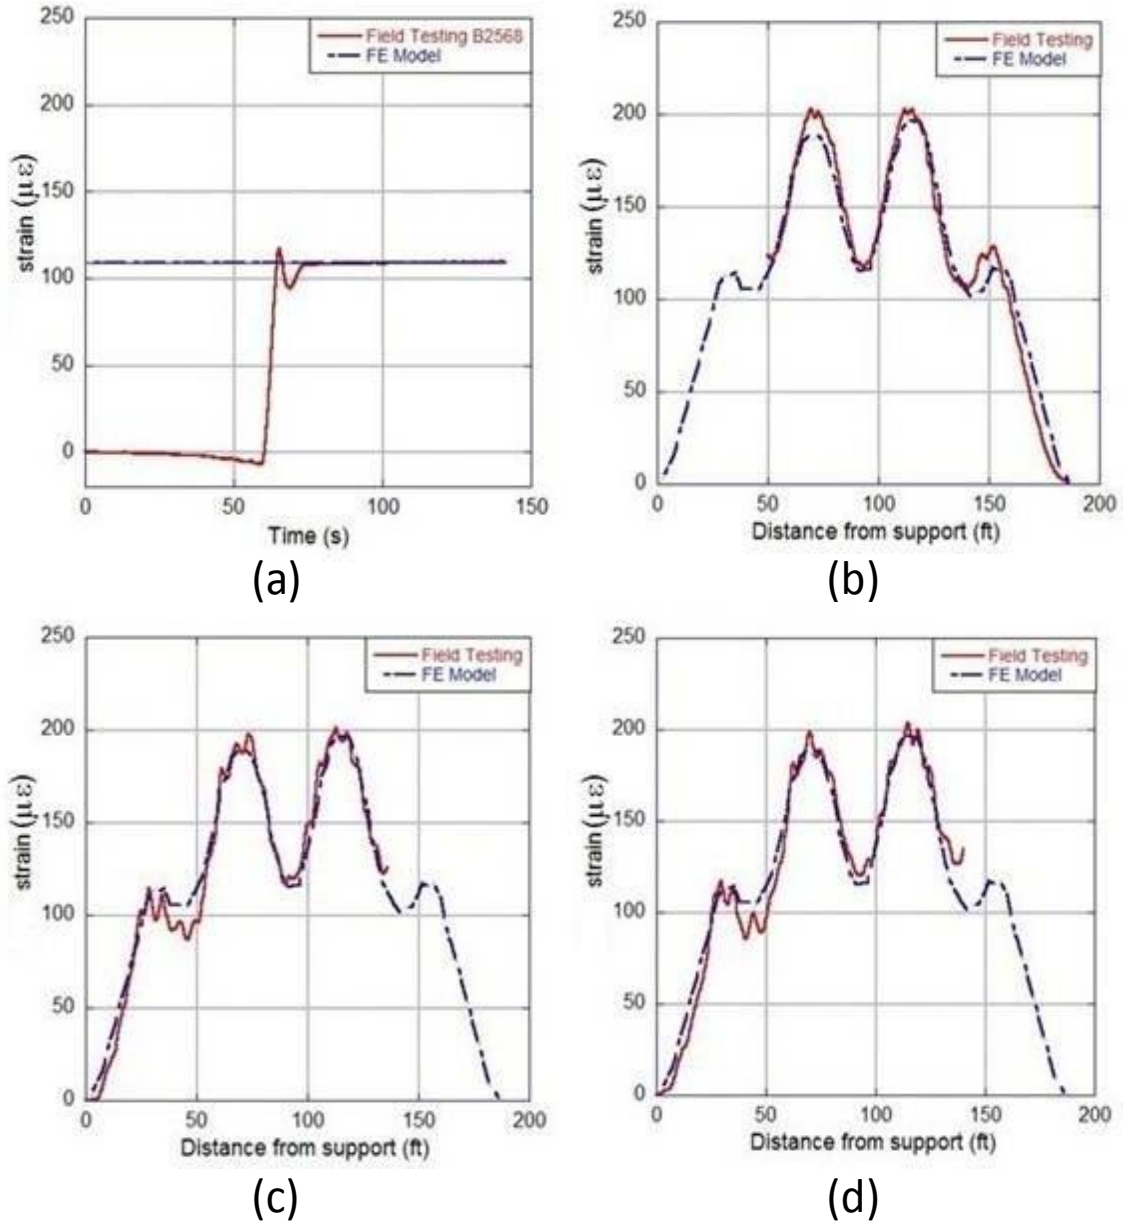 250
200
150
100
50
0
strain (με)
Field Testing B2568
FE Model
0 50 100 150
Time (s)
(a)
250
200
150
100
50
0
strain (με)
Field Testing
FE Model
0 50 100 150 200
Distance from support (ft)
(b)
250
200
150
100
50
0
strain (με)
Field Testing
FE Model
0 50 100 150 200
Distance from support (ft)
(c)
250
200
150
100
50
0
strain (με)
Field Testing
FE Model
0 50 100 150 200
Distance from support (ft)
(d)